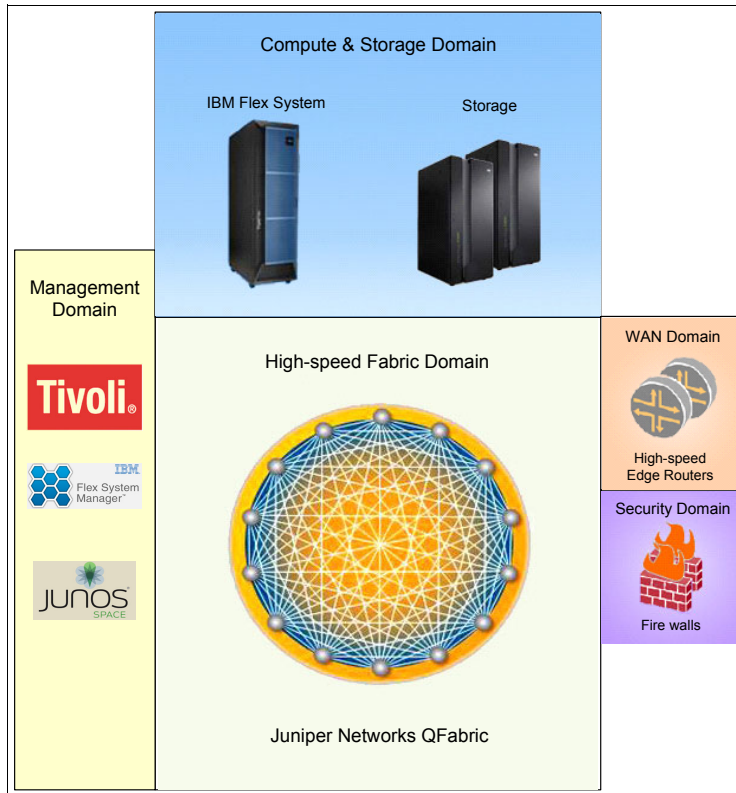 Compute & Storage Domain
IBM Flex System
Storage
Management
Domain
Tivoli®
IBM
Flex System
Manager™
JUNOS®
SPACE
High-speed Fabric Domain
Juniper Networks QFabric
WAN Domain
High-speed
Edge Routers
Security Domain
Fire walls